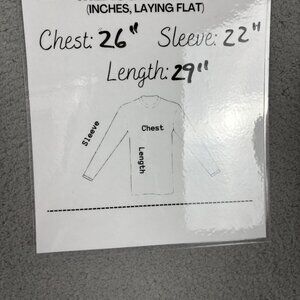 (INCHES, LAYING FLAT)
Chest: 26" Sleeve: 22"
Length: 29"
Sleeve
Chest
Length